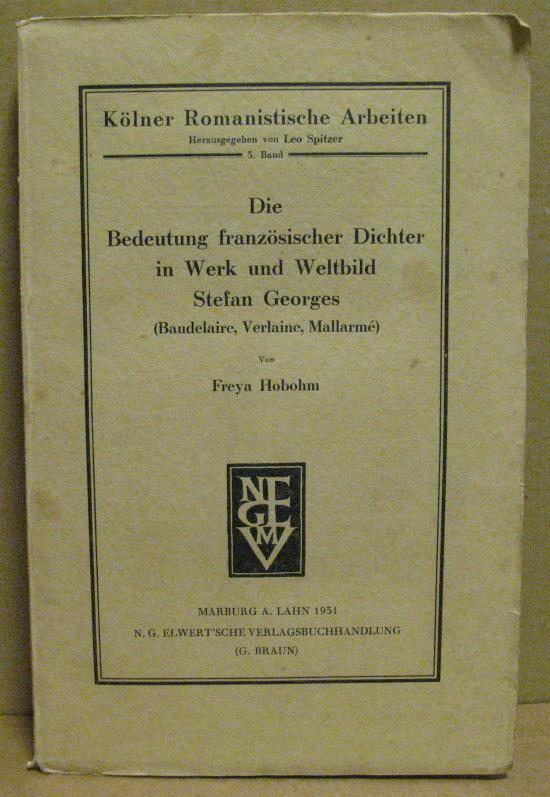 Kölner Romanistische Arbeiten
Herausgegeben von Leo Spitzer
5. Band
Die
Bedeutung französischer Dichter
in Werk und Weltbild
Stefan Georges
(Baudelaire, Verlaine, Mallarmé)
Von
Freya Hobohm
N E
G
M
V
MARBURG A. LAHN 1931
N. G. ELWERT'SCHE VERLAGSBUCHHANDLUNG
(G. BRAUN)